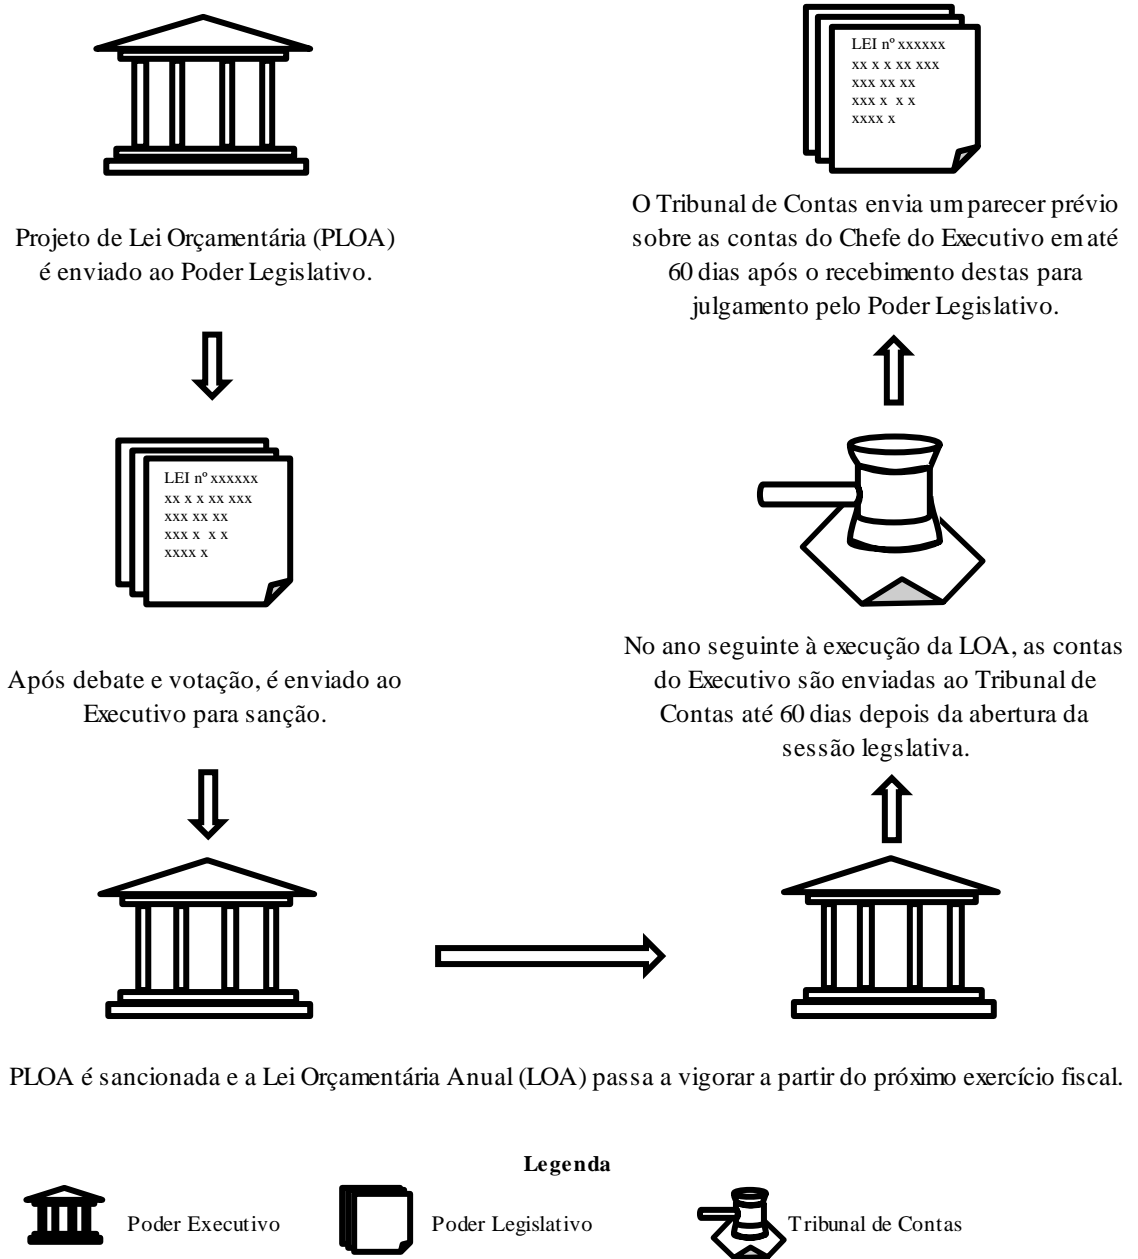 Projeto de Lei Orçamentária (PLOA)
é enviado ao Poder Legislativo.
LEI nº xxxxxx
xx x x xx xxx
xxx xx xx
xxx x x x
xxxx x
Após debate e votação, é enviado ao
Executivo para sanção.
PLOA é sancionada e a Lei Orçamentária Anual (LOA) passa a vigorar a partir do próximo exercício fiscal.
No ano seguinte à execução da LOA, as contas
do Executivo são enviadas ao Tribunal de
Contas até 60 dias depois da abertura da
sessão legslativa.
LEI nº xxxxxx
xx x x xx xxx
xxx xx xx
xxx x x x
xxxx x
O Tribunal de Contas envia um parecer prévio
sobre as contas do Chefe do Executivo em até
60 dias após o recebimento destas para
julgamento pelo Poder Legislativo.
Legenda
Poder Executivo
Poder Legislativo
Tribunal de Contas